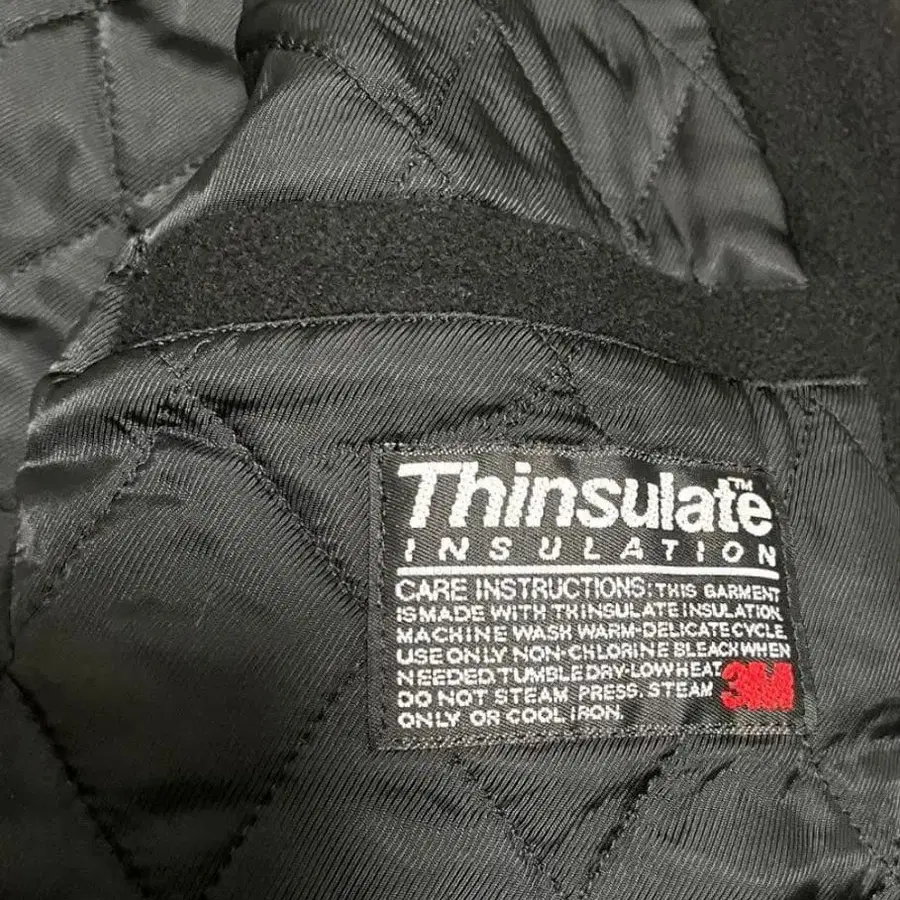 Thinsulate™
INSULATION
CARE INSTRUCTIONS: THIS GARMENT
IS MADE WITH THINSULATE INSULATION.
MACHINE WASH WARM-DELICATE CYCLE.
USE ONLY NON-CHLORINE BLEACH WHEN
NEEDED. TUMBLE DRY-LOW HEAT.
DO NOT STEAM PRESS. STEAM
ONLY OR COOL IRON.
3M